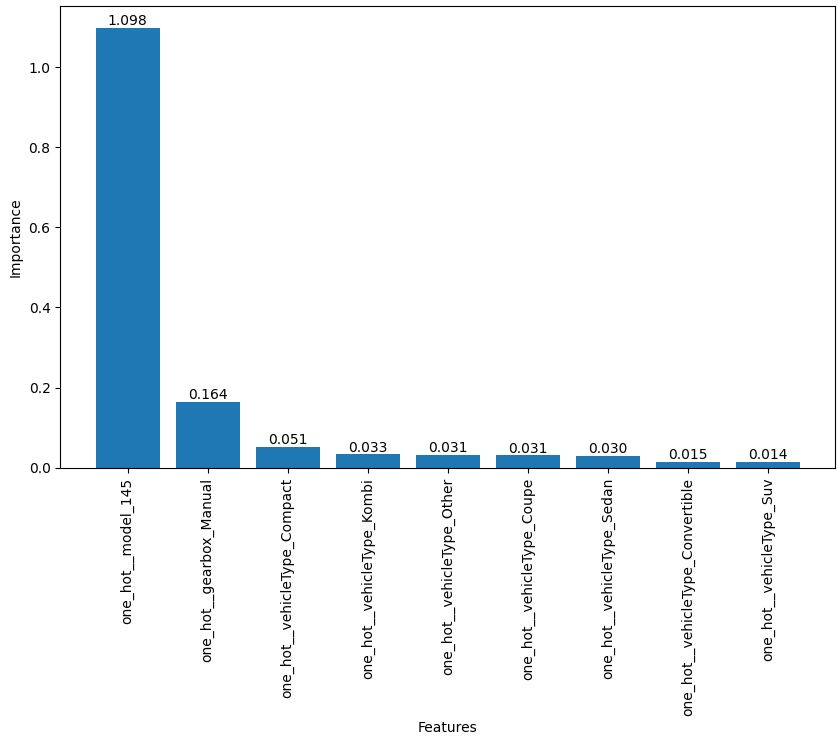 1.098
1.0
0.8
0.6
0.4
0.2
0.0
Importance
0.164
0.051
0.033
0.031
0.031
0.030
0.015
0.014
one_hot__model_145
one_hot__gearbox_Manual
one_hot__vehicleType_Compact
one_hot__vehicleType_Kombi
one_hot__vehicleType_Other
one_hot__vehicleType_Coupe
one_hot__vehicleType_Sedan
one_hot__vehicleType_Convertible
one_hot__vehicleType_Suv
Features